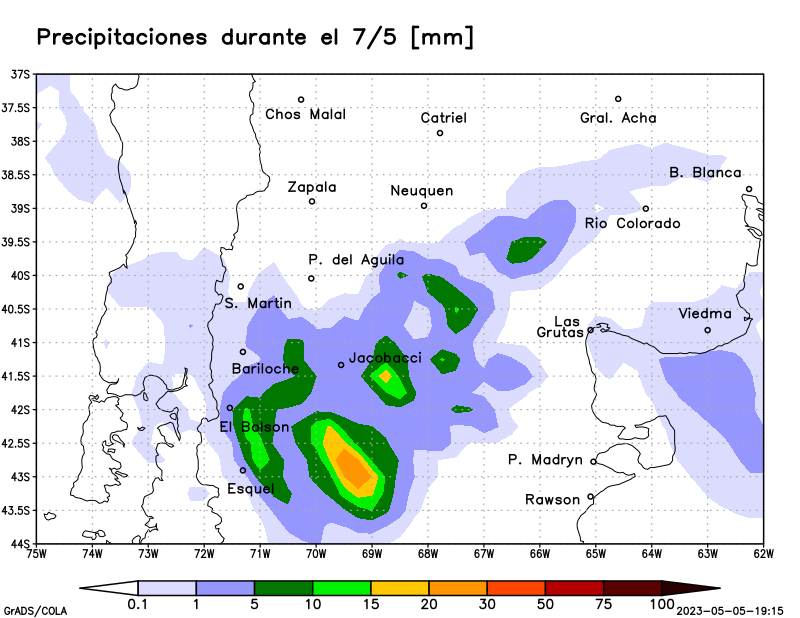 Precipitaciones durante el 7/5 [mm]
37S
37.5S
Chos Malal
Catriel
Gral. Acha
38S
38.5S
B. Blanca
Zapala
Neuquen
39S
Rio Colorado
39.5S
P. del Aguila
40S
S. Martin
40.5S
Viedma
Las
Grutas
41S
Jacobacci
Bariloche
41.5S
42S
El Bolson
42.5S
P. Madryn
43S
Esquel
Rawson
43.5S
44S
75W 74W 73W 72W 71W 70W 69W 68W 67W 66W 65W 64W 63W 62W
0.1 1 5 10 15 20 30 50 75 100
GrADS/COLA
2023-05-05-19:15